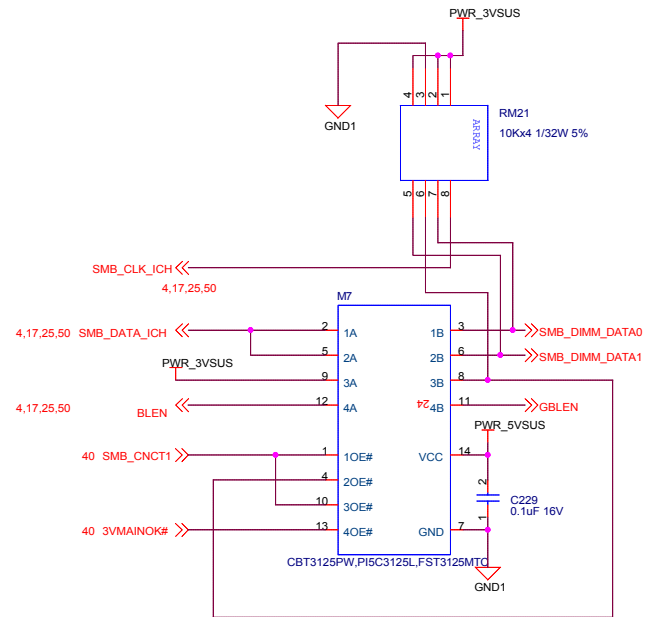 PWR_3VSUS
4 3 2 1
GND1
ARRAY
RM21
10Kx4 1/32W 5%
5 6 7 8
SMB_CLK_ICH
4,17,25,50
M7
4,17,25,50 SMB_DATA_ICH 2 1A 1B 3 SMB_DIMM_DATA0
5 2A 2B 6 SMB_DIMM_DATA1
PWR_3VSUS 9 3A 3B 8
4,17,25,50 BLEN 12 4A 24 4B 11 GBLEN
PWR_5VSUS
40 SMB_CNCT1 1 1OE# VCC 14
4 2OE#
2
10 3OE#
C229
0.1uF 16V
1
40 3VMAINOK# 13 4OE# GND 7
CBT3125PW,PI5C3125L,FST3125MTC
GND1